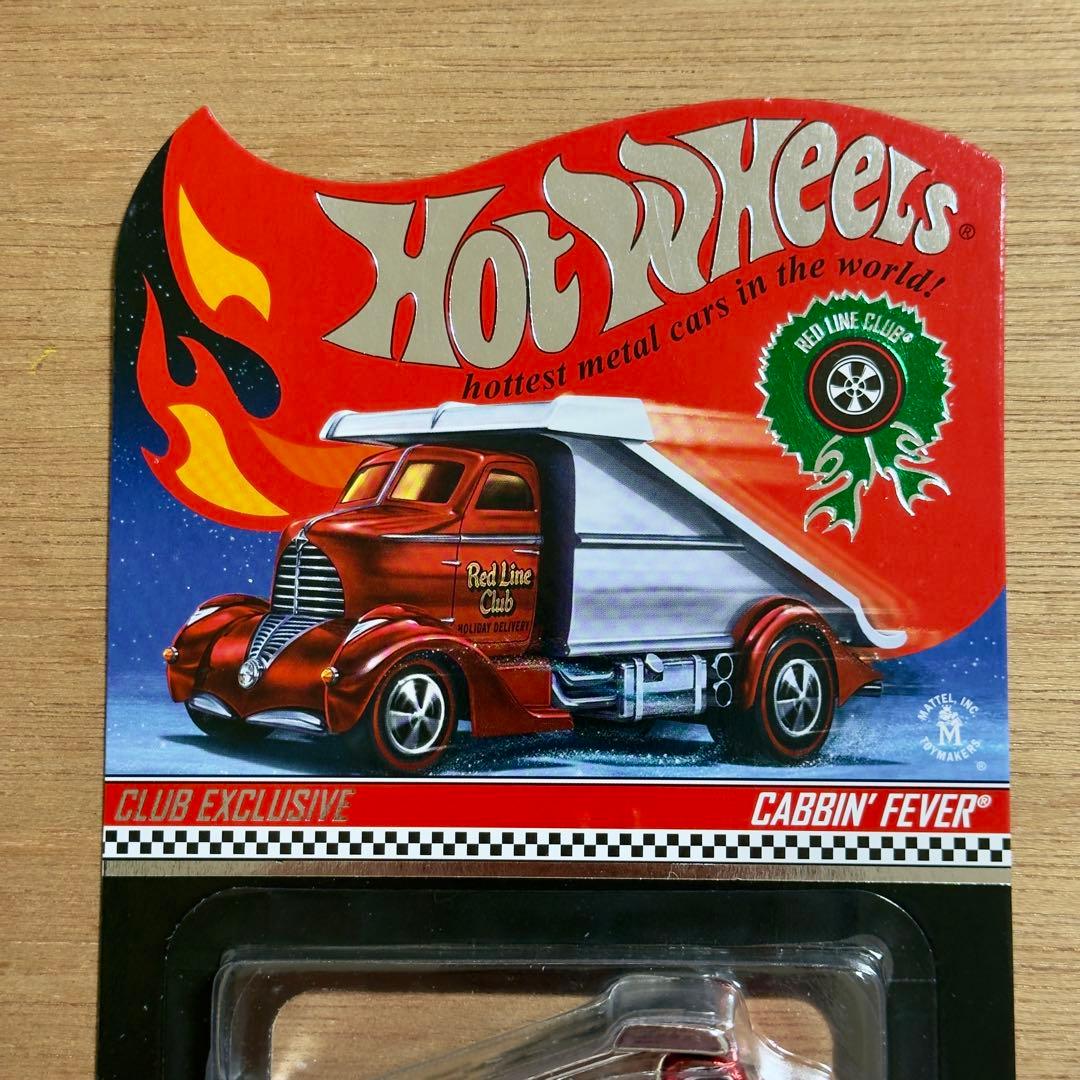 HOT WHEELS®
hottest metal cars in the world!
RED LINE CLUB®
Red Line
Club
HOLIDAY DELIVERY
MATTEL, INC.
M
TOYMAKERS
®
CLUB EXCLUSIVE
CABBIN' FEVER®